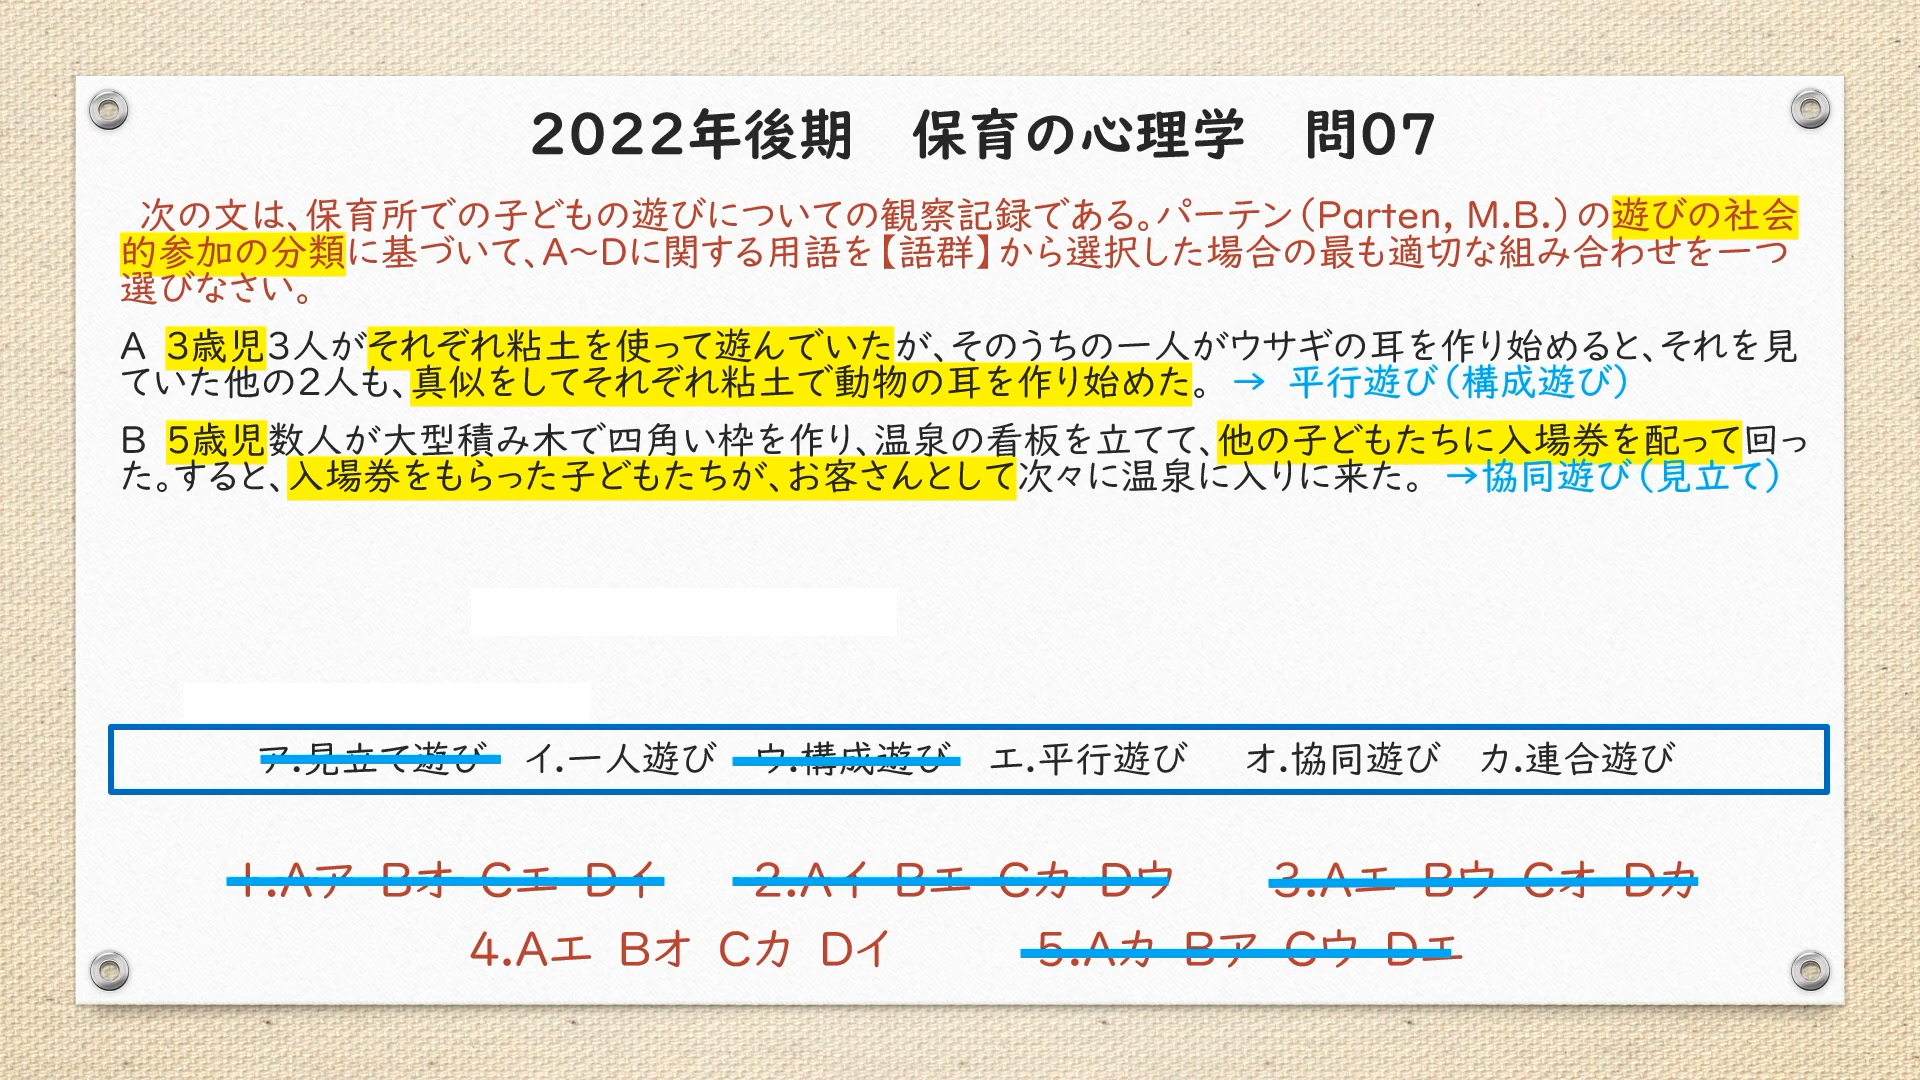 2022年後期　保育の心理学　問07
次の文は、保育所での子どもの遊びについての観察記録である。パーテン（Parten, M.B.）の遊びの社会
的参加の分類に基づいて、A～Dに関する用語を【語群】から選択した場合の最も適切な組み合わせを一つ
選びなさい。
A 3歳児3人がそれぞれ粘土を使って遊んでいたが、そのうちの一人がウサギの耳を作り始めると、それを見
ていた他の2人も、真似をしてそれぞれ粘土で動物の耳を作り始めた。→ 平行遊び（構成遊び）
B 5歳児数人が大型積み木で四角い枠を作り、温泉の看板を立てて、他の子どもたちに入場券を配って回っ
た。すると、入場券をもらった子どもたちが、お客さんとして次々に温泉に入りに来た。 →協同遊び（見立て）
ア.見立て遊び イ.一人遊び ウ.構成遊び エ.平行遊び オ.協同遊び カ.連合遊び
1.Aア Bオ Cエ Dイ 2.Aイ Bエ Cカ Dウ 3.Aエ Bウ Cオ Dカ
4.Aエ Bオ Cカ Dイ 5.Aカ Bア Cウ Dエ